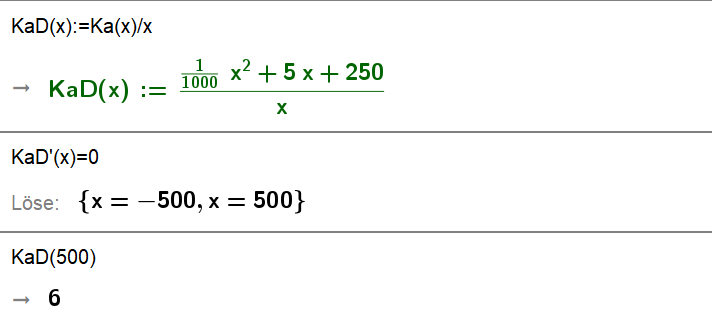 KaD(x):=Ka(x)/x
→ KaD(x) := (1/1000 x² + 5 x + 250)/x
KaD'(x)=0
Löse: {x = −500, x = 500}
KaD(500)
→ 6